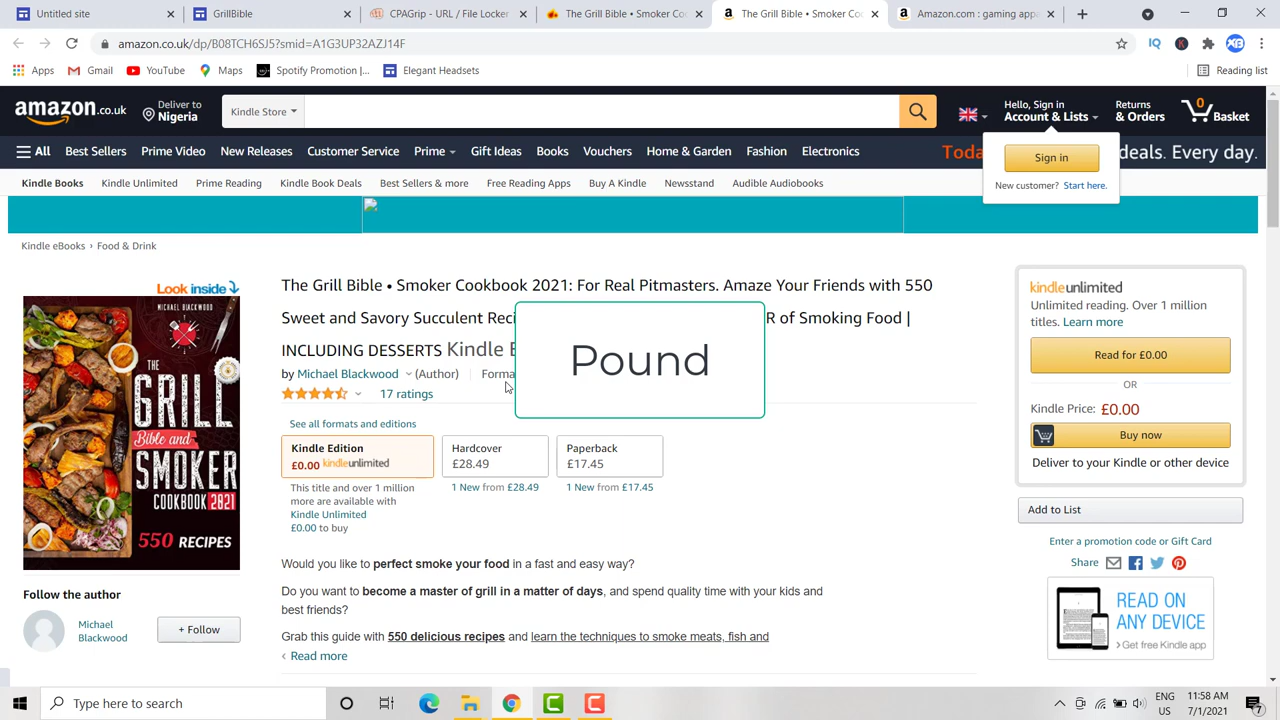 Untitled site
GrillBible
CPAGrip - URL / File Locker
The Grill Bible – Smoker Co
The Grill Bible • Smoker Co
Amazon.com : gaming app
amazon.co.uk/dp/B08TCH6SJ5?smid=A1G3UP32AZJ14F
Apps
Gmail
YouTube
Maps
Spotify Promotion |...
Elegant Headsets
Reading list
amazon.co.uk
Deliver to
Nigeria
Kindle Store
Hello, Sign in
Account & Lists
Returns
& Orders
0
Basket
All
Best Sellers
Prime Video
New Releases
Customer Service
Prime
Gift Ideas
Books
Vouchers
Home & Garden
Fashion
Electronics
Toda
deals. Every day.
Sign in
New customer? Start here.
Kindle Books
Kindle Unlimited
Prime Reading
Kindle Book Deals
Best Sellers & more
Free Reading Apps
Buy A Kindle
Newsstand
Audible Audiobooks
Kindle eBooks › Food & Drink
Look inside
MICHAEL BLACKWOOD
THE
GRILL
Bible and
SMOKER
COOKBOOK 2021
550 RECIPES
The Grill Bible • Smoker Cookbook 2021: For Real Pitmasters. Amaze Your Friends with 550
Sweet and Savory Succulent Reci
R of Smoking Food |
INCLUDING DESSERTS Kindle E
Pound
by Michael Blackwood (Author)
Forma
17 ratings
See all formats and editions
Kindle Edition
£0.00 kindleunlimited
Hardcover
£28.49
Paperback
£17.45
This title and over 1 million
more are available with
Kindle Unlimited
£0.00 to buy
1 New from £28.49
1 New from £17.45
Would you like to perfect smoke your food in a fast and easy way?
Do you want to become a master of grill in a matter of days, and spend quality time with your kids and
best friends?
Grab this guide with 550 delicious recipes and learn the techniques to smoke meats, fish and
‹ Read more
Follow the author
Michael
Blackwood
+ Follow
kindleunlimited
Unlimited reading. Over 1 million
titles. Learn more
Read for £0.00
OR
Kindle Price: £0.00
Buy now
Deliver to your Kindle or other device
Add to List
Enter a promotion code or Gift Card
Share
READ ON
ANY DEVICE
› Get free Kindle app
Type here to search
ENG
US
11:58 AM
7/1/2021
7